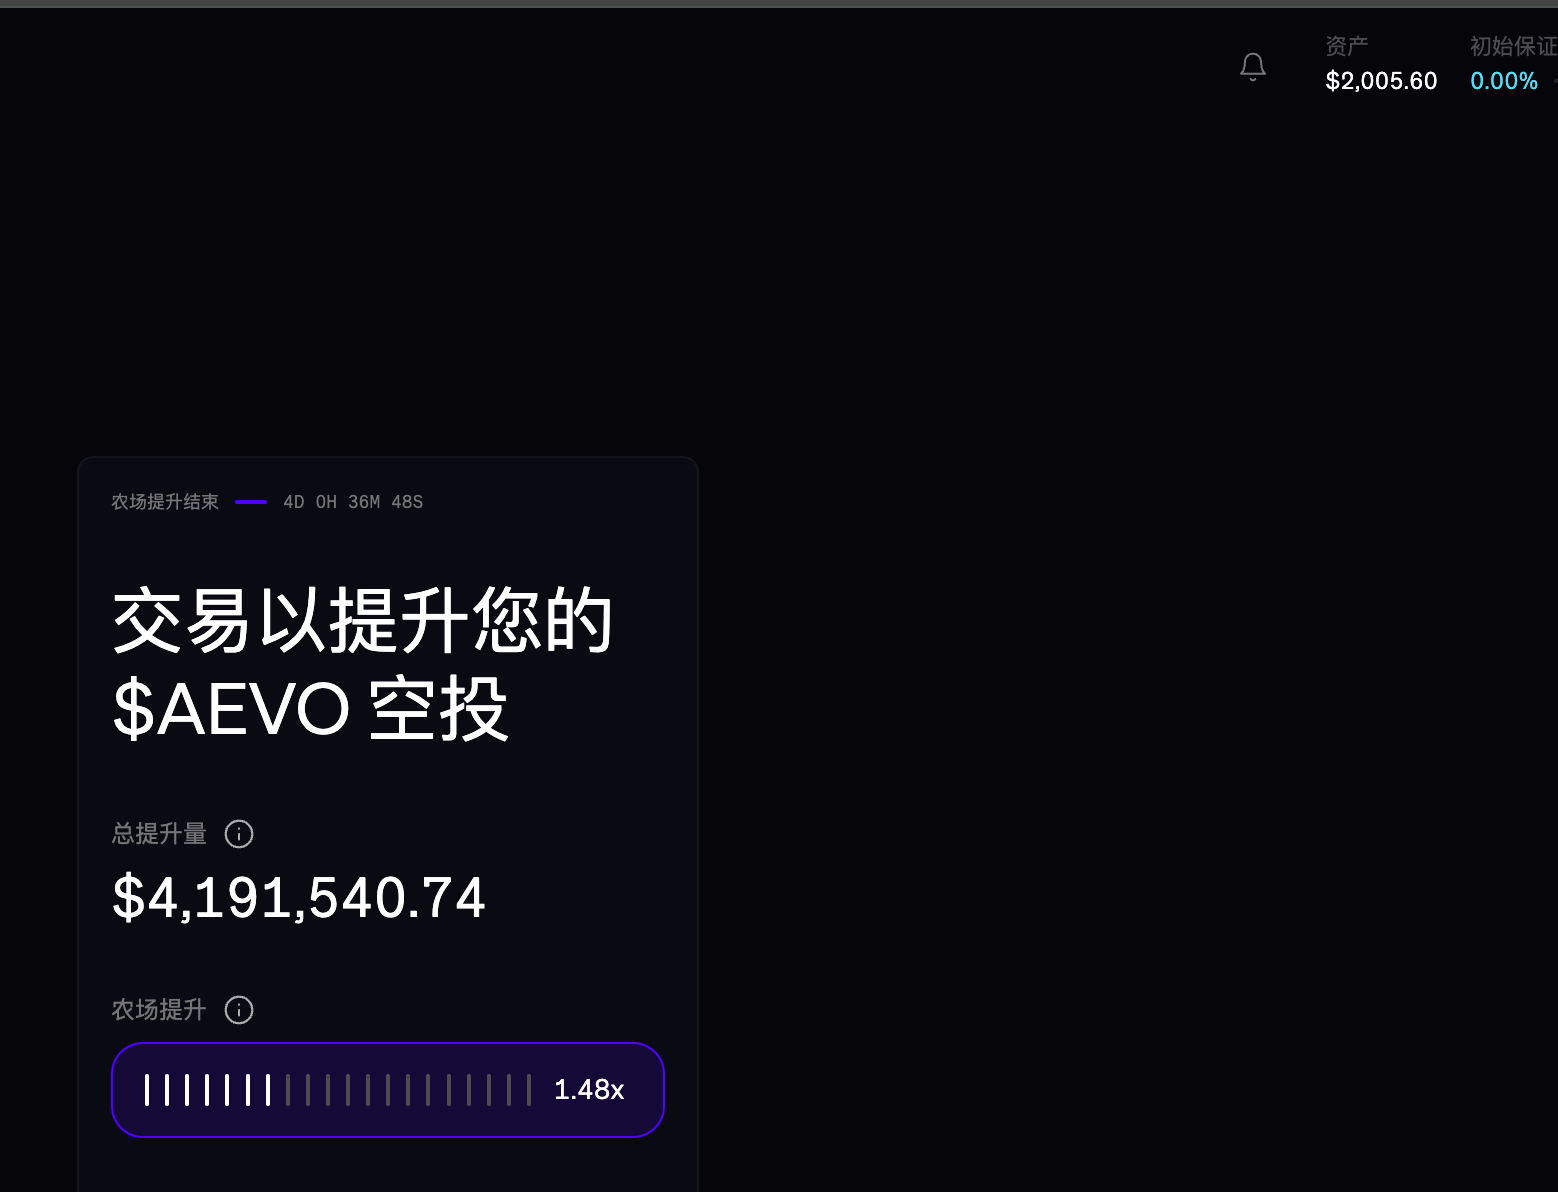 资产
初始保证
$2,005.60
0.00%
农场提升结束
4D 0H 36M 48S
交易以提升您的
$AEVO 空投
总提升量
$4,191,540.74
农场提升
1.48x